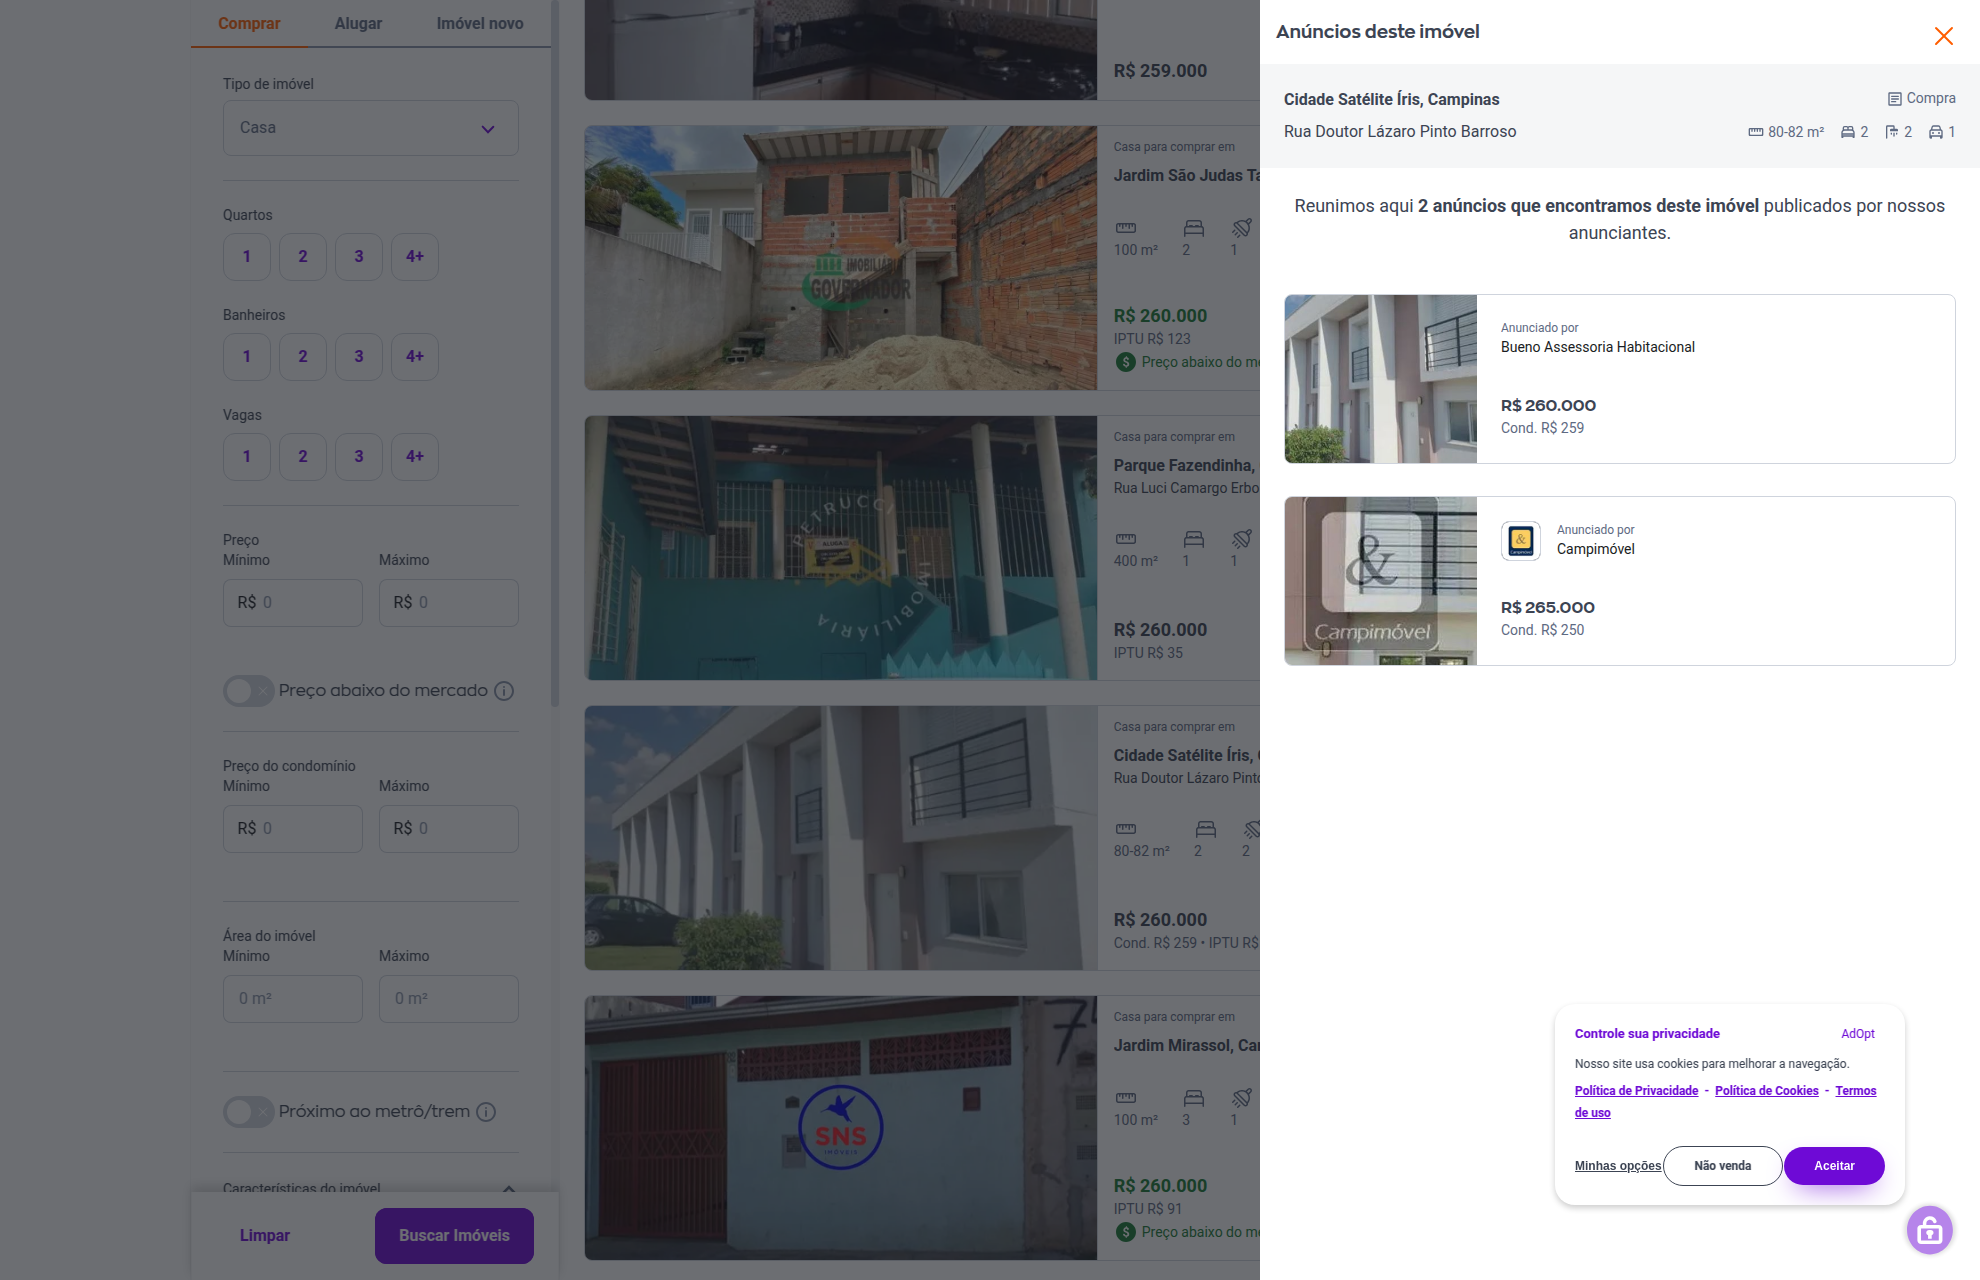 Comprar
Alugar
Imóvel novo
Tipo de imóvel
Casa
Quartos
1
2
3
4+
Banheiros
1
2
3
4+
Vagas
1
2
3
4+
Preço
Mínimo
Máximo
R$ 0
R$ 0
Preço abaixo do mercado
Preço do condomínio
Mínimo
Máximo
R$ 0
R$ 0
Área do imóvel
Mínimo
Máximo
0 m²
0 m²
Próximo ao metrô/trem
Características do imóvel
Limpar
Buscar Imóveis
R$ 259.000
IMOBILIÁRIA
GOVERNADOR
Casa para comprar em
Jardim São Judas Ta
100 m²
2
1
R$ 260.000
IPTU R$ 123
Preço abaixo do me
PETRUCCI
IMOBILIÁRIA
Casa para comprar em
Parque Fazendinha,
Rua Luci Camargo Erbo
400 m²
1
1
R$ 260.000
IPTU R$ 35
Casa para comprar em
Cidade Satélite Íris,
Rua Doutor Lázaro Pinto
80-82 m²
2
2
R$ 260.000
Cond. R$ 259 • IPTU R$
SNS
IMÓVEIS
Casa para comprar em
Jardim Mirassol, Ca
100 m²
3
1
R$ 260.000
IPTU R$ 91
Preço abaixo do me
Anúncios deste imóvel
Cidade Satélite Íris, Campinas
Compra
Rua Doutor Lázaro Pinto Barroso
80-82 m²
2
2
1
Reunimos aqui 2 anúncios que encontramos deste imóvel publicados por nossos
anunciantes.
Anunciado por
Bueno Assessoria Habitacional
R$ 260.000
Cond. R$ 259
&
Campimóvel
Anunciado por
Campimóvel
R$ 265.000
Cond. R$ 250
Controle sua privacidade
AdOpt
Nosso site usa cookies para melhorar a navegação.
Política de Privacidade - Política de Cookies - Termos
de uso
Minhas opções
Não venda
Aceitar